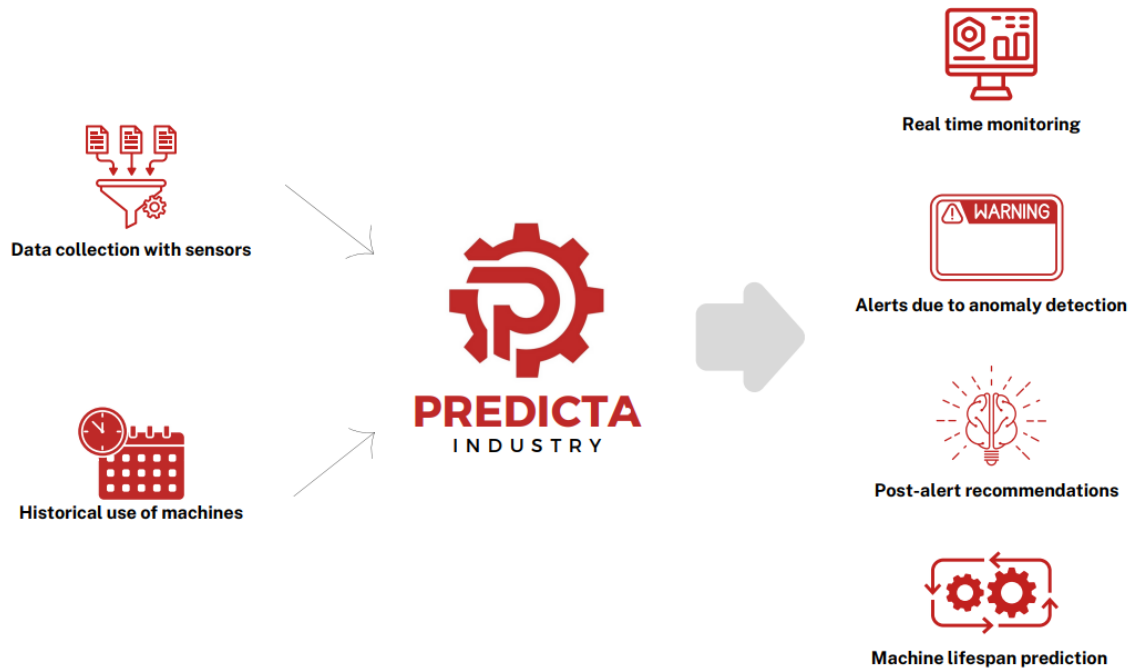 Data collection with sensors
Historical use of machines
PREDICTA
INDUSTRY
Real time monitoring
WARNING
Alerts due to anomaly detection
Post-alert recommendations
Machine lifespan prediction